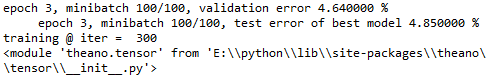 epoch 3, minibatch 100/100, validation error 4.640000 %
epoch 3, minibatch 100/100, test error of best model 4.850000 %
training @ iter =  300
<module 'theano.tensor' from 'E:\\python\\lib\\site-packages\\theano\
\tensor\\__init__.py'>